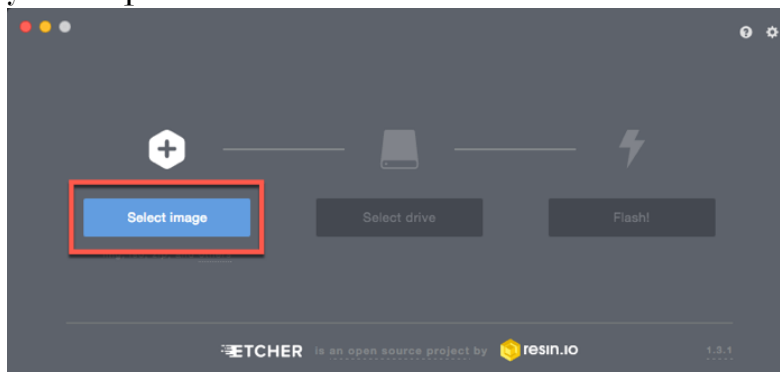 Select image
Select drive
Flash!
ETCHER is an open source project by resin.io 1.3.1